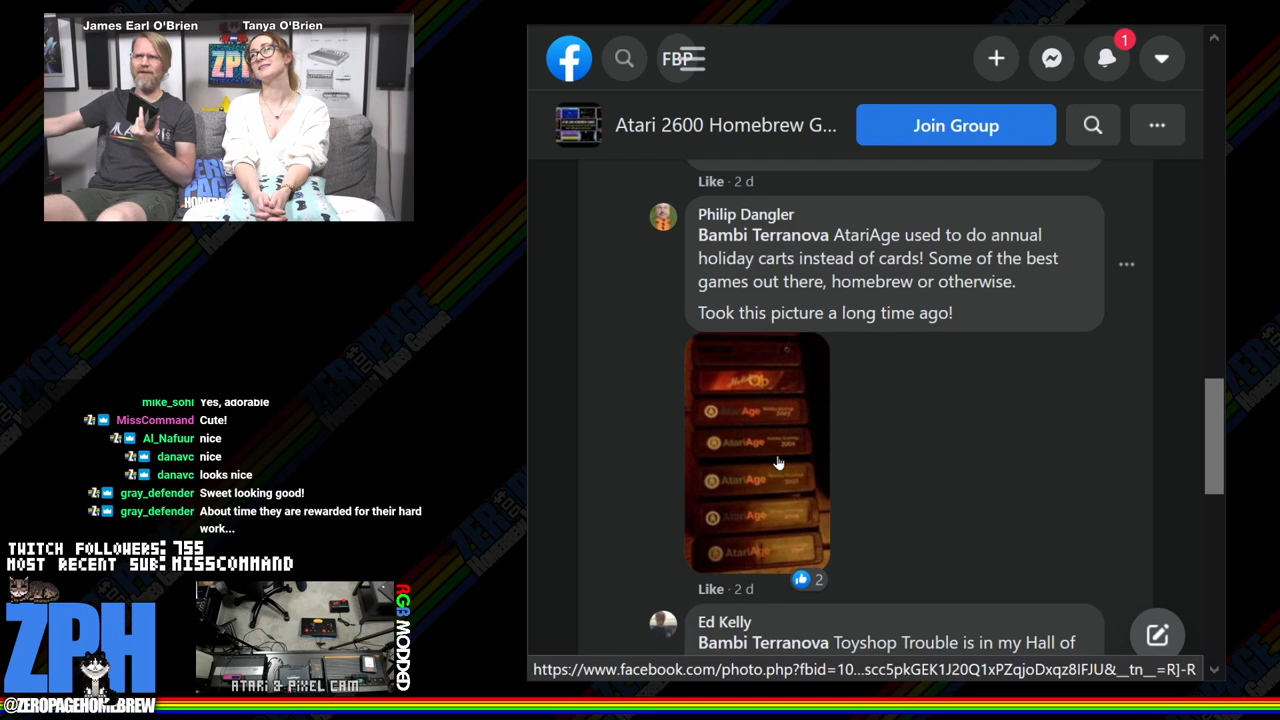 James Earl O'Brien
Tanya O'Brien
ZPH
FBP
1
Atari 2600 Homebrew G...
Join Group
Like · 2 d
Philip Dangler
Bambi Terranova AtariAge used to do annual
holiday carts instead of cards! Some of the best
games out there, homebrew or otherwise.
Took this picture a long time ago!
AtariAge
AtariAge
AtariAge
AtariAge
AtariAge
2
Like · 2 d
Ed Kelly
Bambi Terranova Toyshop Trouble is in my Hall of
https://www.facebook.com/photo.php?fbid=10...scc5pkGEK1J20Q1xPZqjoDxqz8IFJU&__tn__=R]-R
mike_sohl Yes, adorable
MissCommand Cute!
Al_Nafuur nice
danavc nice
danavc looks nice
gray_defender Sweet looking good!
gray_defender About time they are rewarded for their hard
work...
TWITCH FOLLOWERS: 755
MOST RECENT SUB: MISSCOMMAND
ZPH
RGB MODDED
ATARI & PIXEL CAM
@ZEROPAGEHOMEBREW